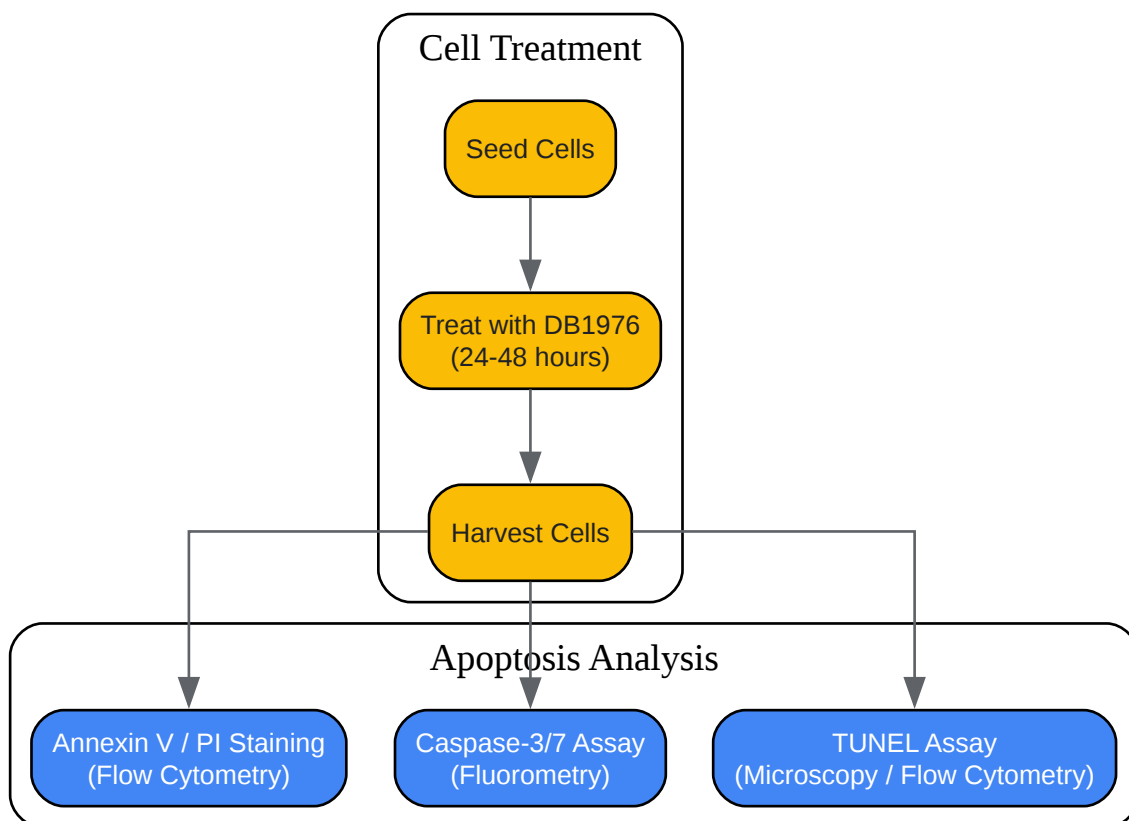 Cell Treatment
Seed Cells
Treat with DB1976
(24-48 hours)
Harvest Cells
Apoptosis Analysis
Annexin V / PI Staining
(Flow Cytometry)
Caspase-3/7 Assay
(Fluorometry)
TUNEL Assay
(Microscopy / Flow Cytometry)